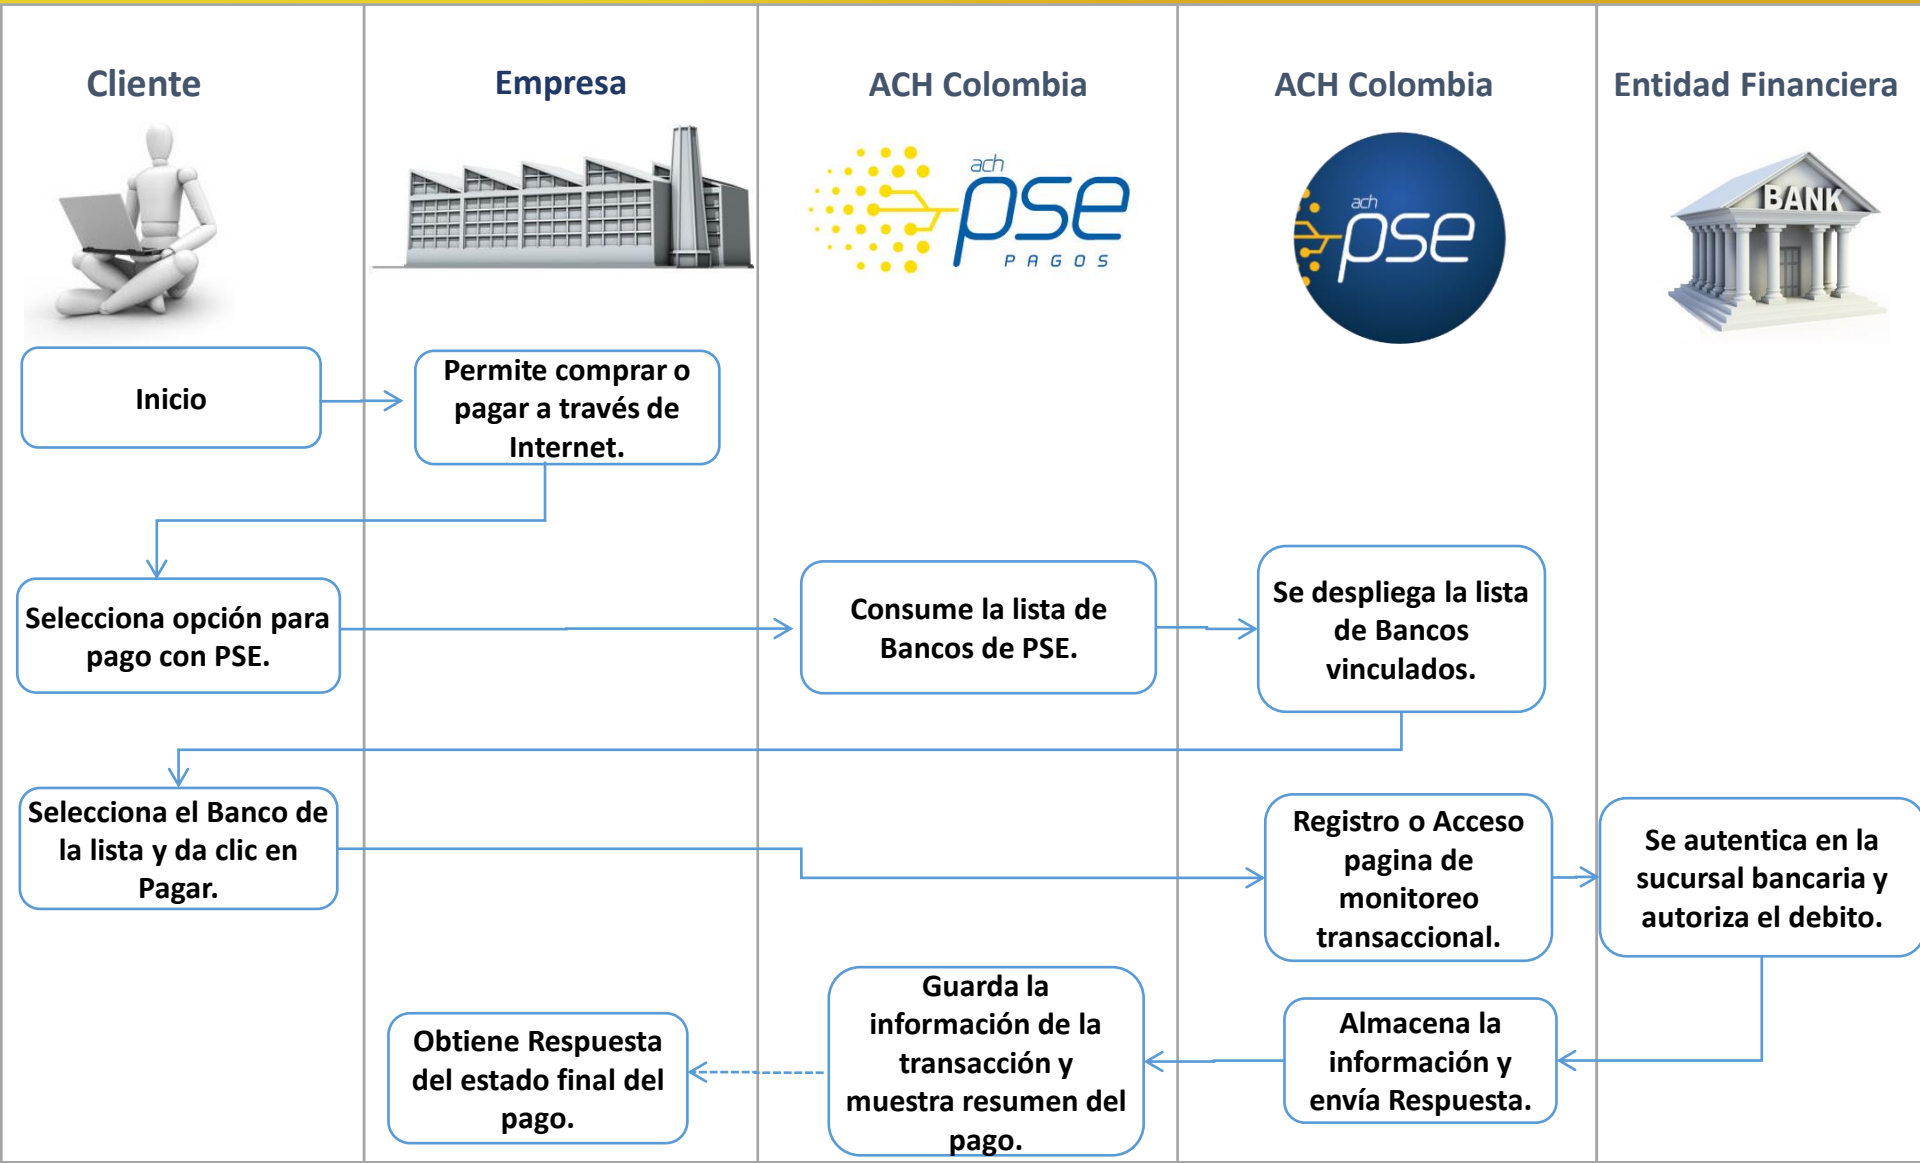 Cliente
Empresa
ACH Colombia
ACH Colombia
Entidad Financiera
ach
pse
PAGOS
ach
pse
BANK
Inicio
Permite comprar o
pagar a través de
Internet.
Selecciona opción para
pago con PSE.
Consume la lista de
Bancos de PSE.
Se despliega la lista
de Bancos
vinculados.
Selecciona el Banco de
la lista y da clic en
Pagar.
Registro o Acceso
pagina de
monitoreo
transaccional.
Se autentica en la
sucursal bancaria y
autoriza el debito.
Obtiene Respuesta
del estado final del
pago.
Guarda la
información de la
transacción y
muestra resumen del
pago.
Almacena la
información y
envía Respuesta.